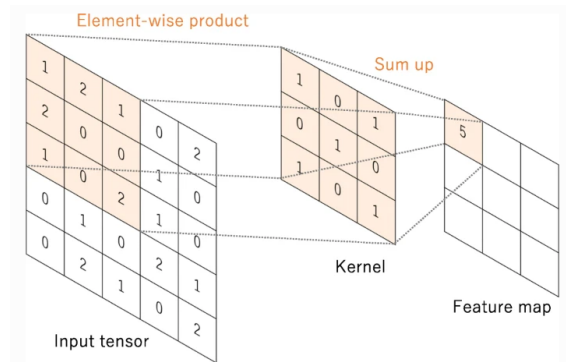 Element-wise product
Sum up
1 2 1 0 2
2 0 0 1 0
1 0 2 1 0
0 1 0 2 1
0 2 1 0 2
1 0 1
0 1 0
1 0 1
5
Kernel
Feature map
Input tensor